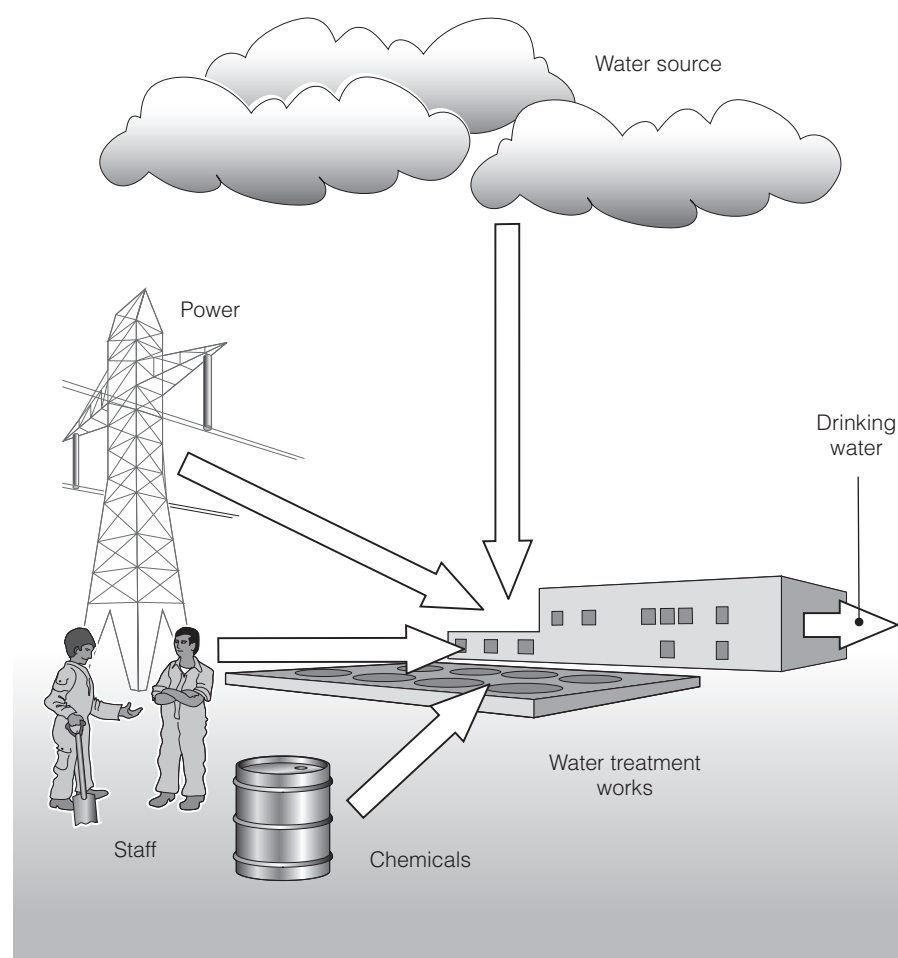 Water source
Power
Drinking
water
Water treatment
works
Staff
Chemicals